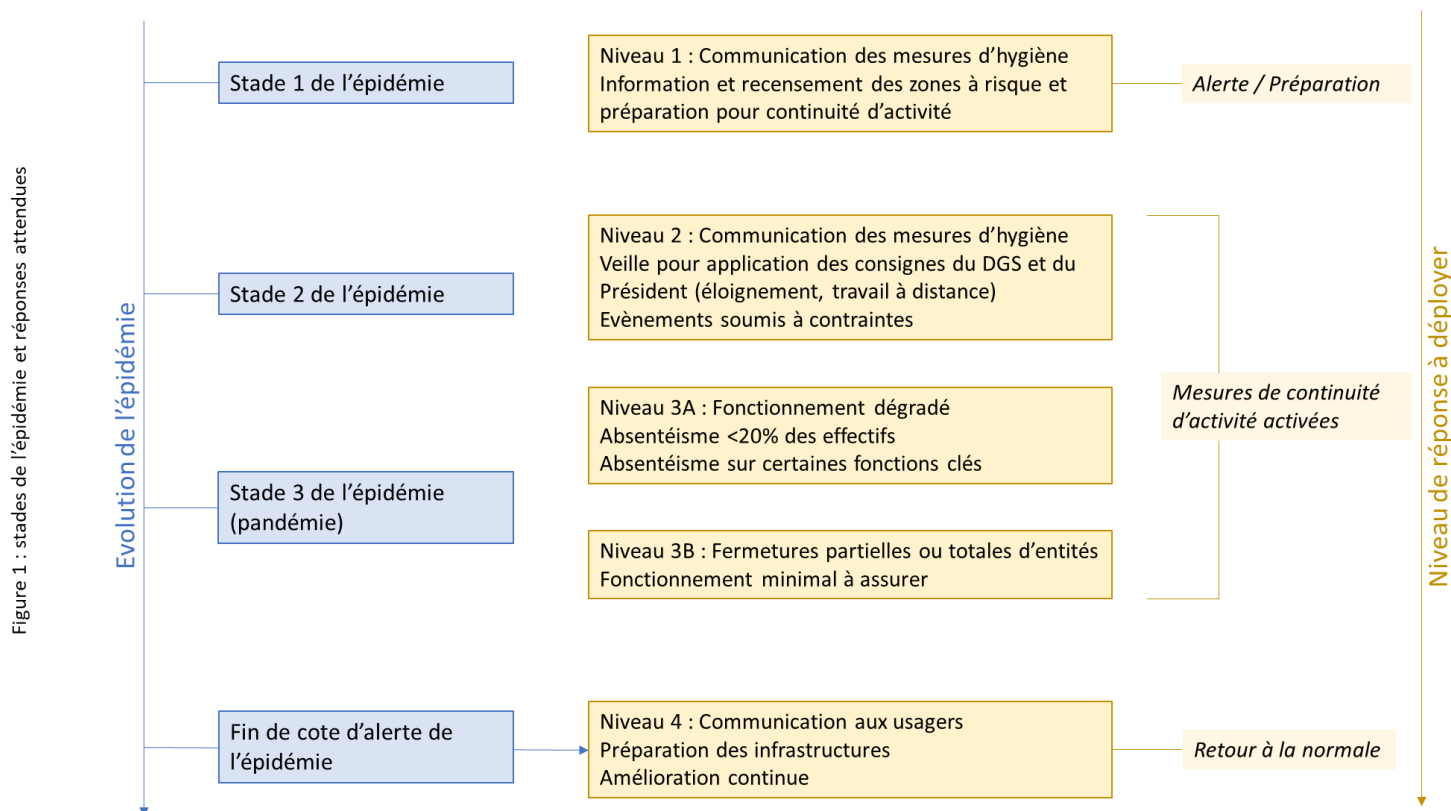 Figure 1 : stades de l'épidémie et réponses attendues
Evolution de l'épidémie
Stade 1 de l'épidémie
Niveau 1 : Communication des mesures d'hygiène
Information et recensement des zones à risque et
préparation pour continuité d'activité
Alerte / Préparation
Stade 2 de l'épidémie
Niveau 2 : Communication des mesures d'hygiène
Veille pour application des consignes du DGS et du
Président (éloignement, travail à distance)
Evènements soumis à contraintes
Mesures de continuité
d'activité activées
Stade 3 de l'épidémie
(pandémie)
Niveau 3A : Fonctionnement dégradé
Absentéisme <20% des effectifs
Absentéisme sur certaines fonctions clés
Niveau 3B : Fermetures partielles ou totales d'entités
Fonctionnement minimal à assurer
Fin de cote d'alerte de
l'épidémie
Niveau 4 : Communication aux usagers
Préparation des infrastructures
Amélioration continue
Retour à la normale
Niveau de réponse à déployer